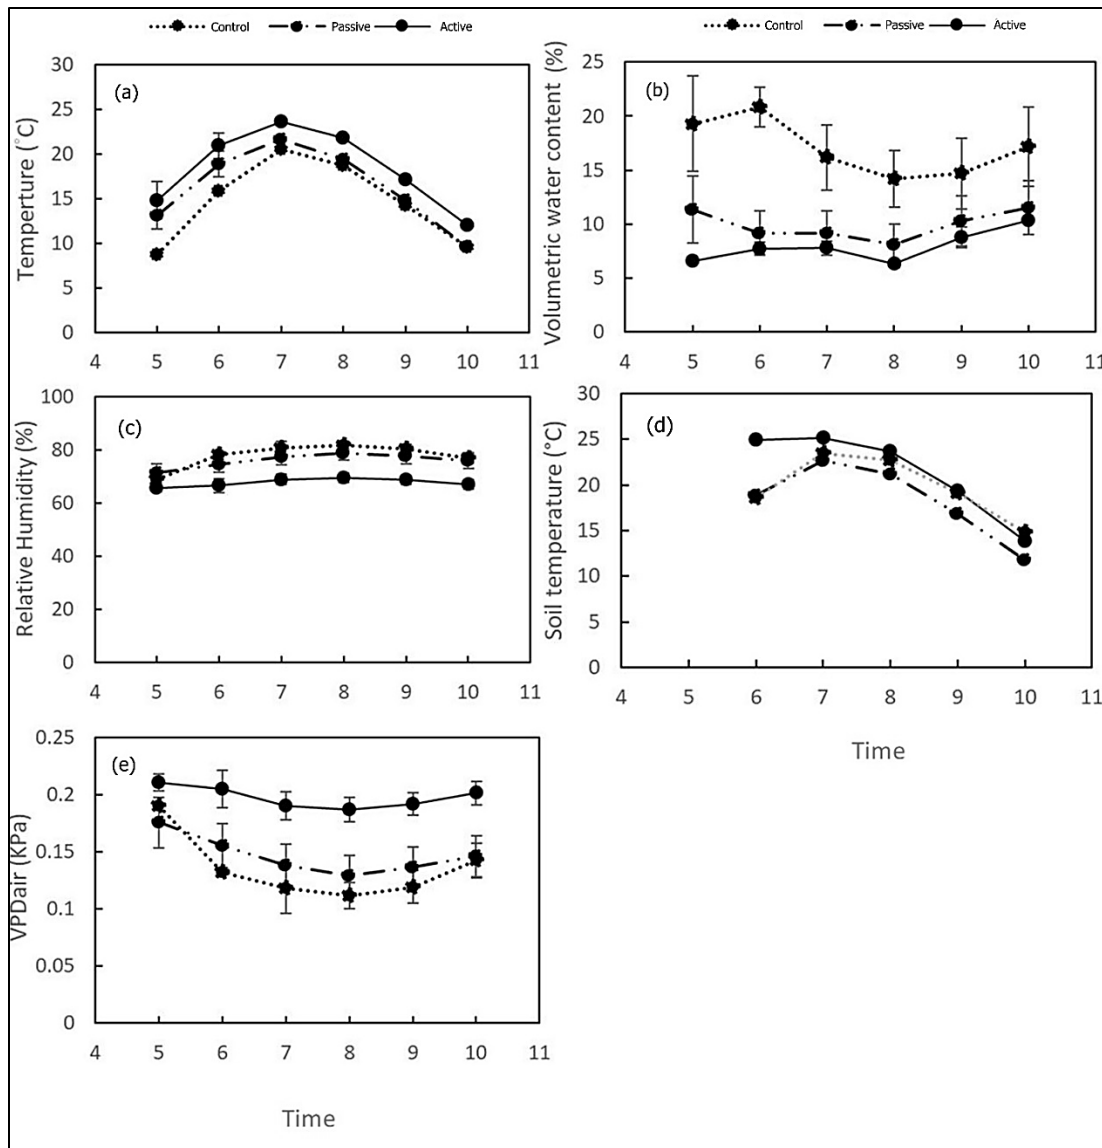 Control Passive Active
Control Passive Active
Temperture (°C)
(a)
30
25
20
15
10
5
0
4 5 6 7 8 9 10 11
Volumetric water content (%)
(b)
25
20
15
10
5
0
4 5 6 7 8 9 10 11
Relative Humidity (%)
(c)
100
80
60
40
20
0
4 5 6 7 8 9 10 11
Soil temperature (°C)
(d)
30
25
20
15
10
5
0
4 5 6 7 8 9 10 11
Time
VPDair (KPa)
(e)
0.25
0.2
0.15
0.1
0.05
0
4 5 6 7 8 9 10 11
Time